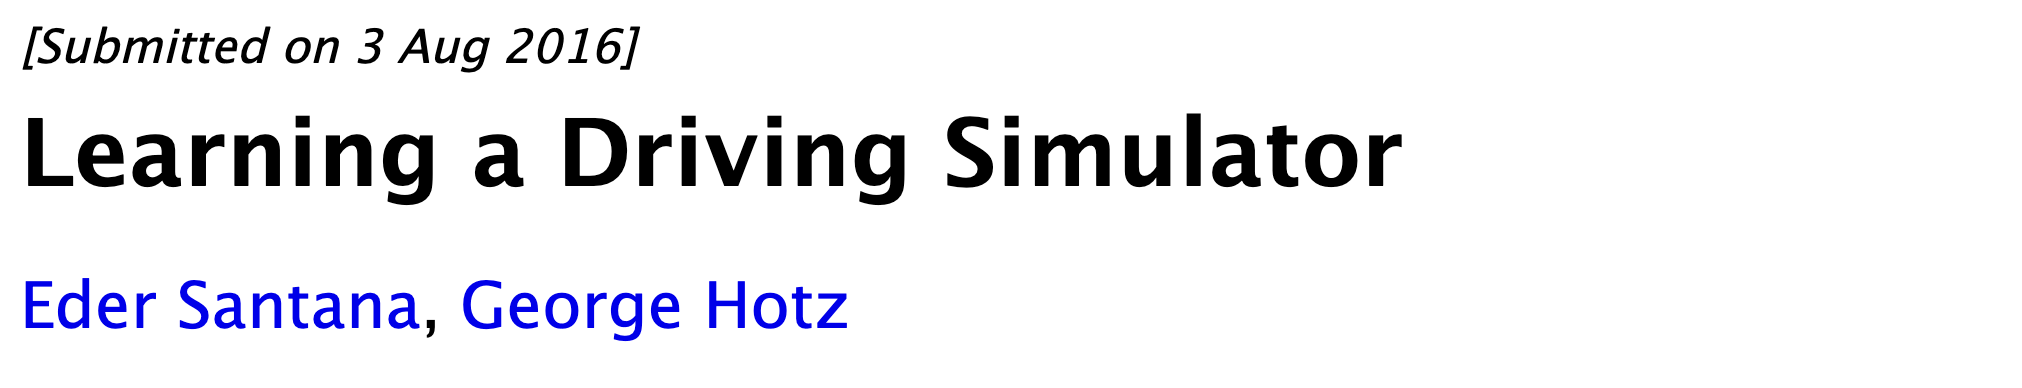 [Submitted on 3 Aug 2016]
Learning a Driving Simulator
Eder Santana, George Hotz